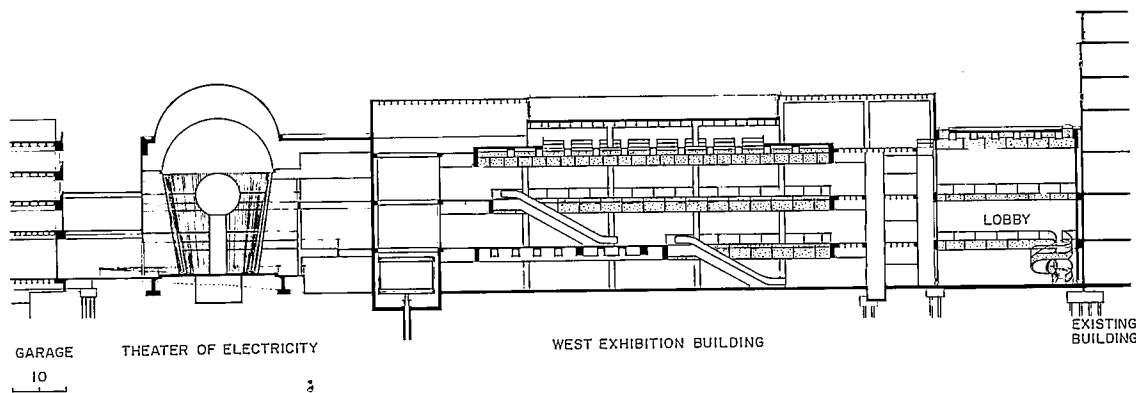 LOBBY
GARAGE
THEATER OF ELECTRICITY
WEST EXHIBITION BUILDING
EXISTING
BUILDING
10